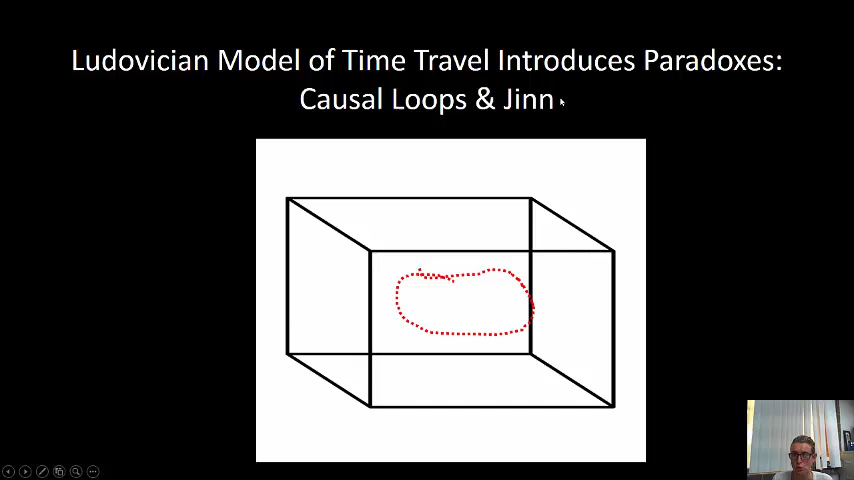 Ludovician Model of Time Travel Introduces Paradoxes:
Causal Loops & Jinn